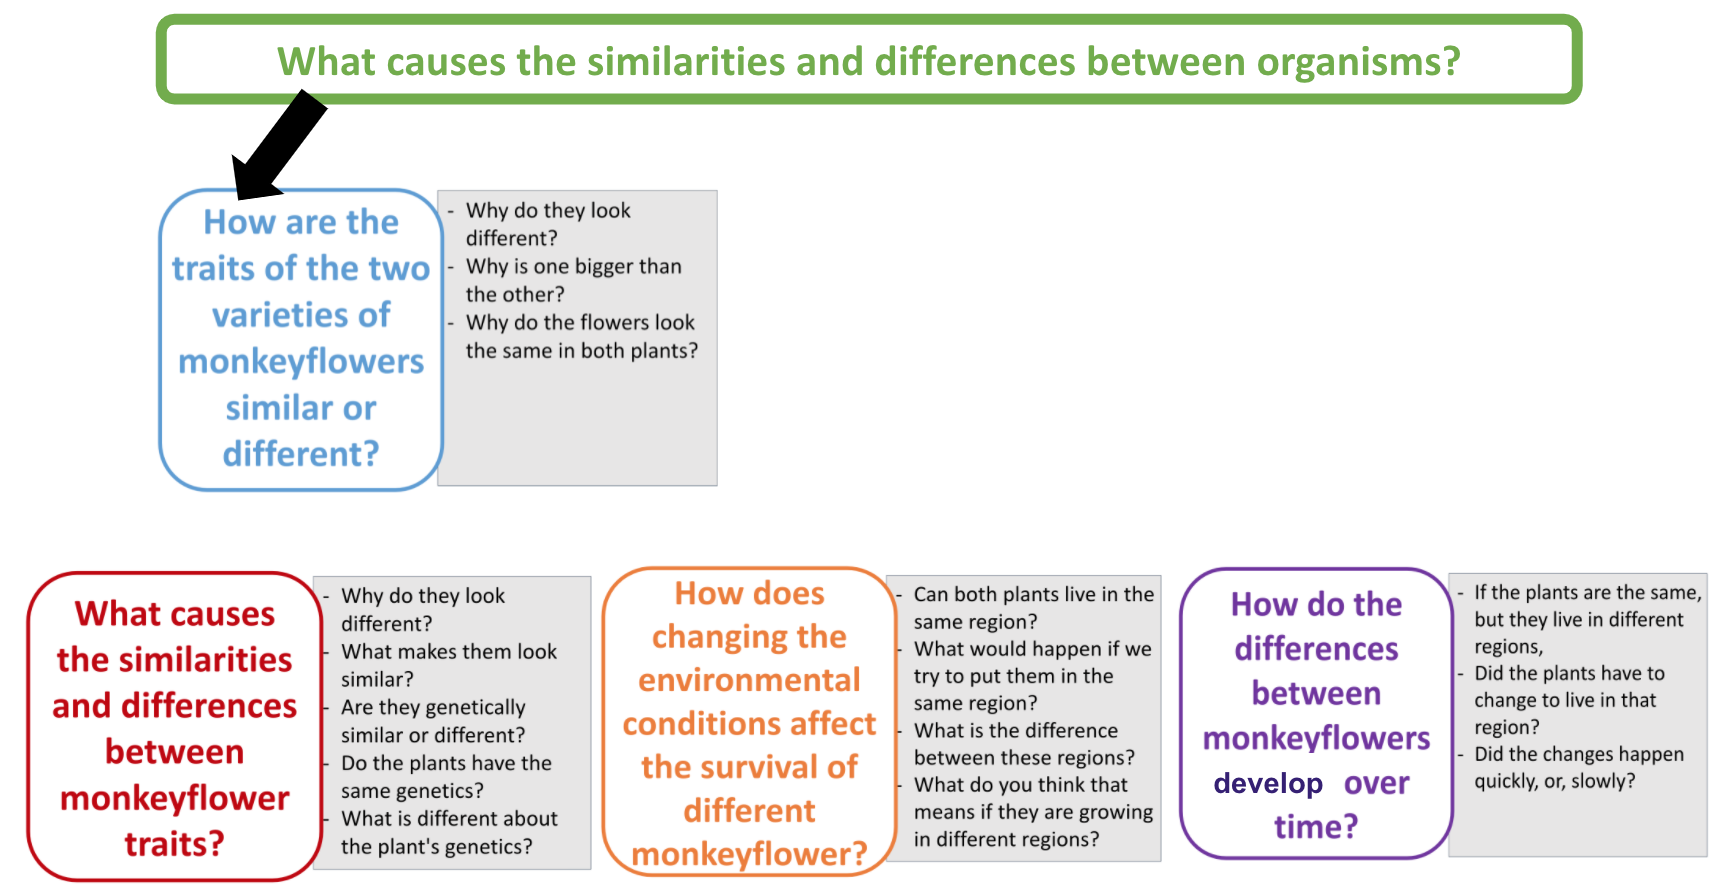 What causes the similarities and differences between organisms?
How are the
traits of the two
varieties of
monkeyflowers
similar or
different?
- Why do they look
different?
- Why is one bigger than
the other?
- Why do the flowers look
the same in both plants?
What causes
the similarities
and differences
between
monkeyflower
traits?
- Why do they look
different?
- What makes them look
similar?
- Are they genetically
similar or different?
- Do the plants have the
same genetics?
- What is different about
the plant's genetics?
How does
changing the
environmental
conditions affect
the survival of
different
monkeyflower?
- Can both plants live in the
same region?
- What would happen if we
try to put them in the
same region?
- What is the difference
between these regions?
- What do you think that
means if they are growing
in different regions?
How do the
differences
between
monkeyflowers
develop over
time?
- If the plants are the same,
but they live in different
regions,
- Did the plants have to
change to live in that
region?
- Did the changes happen
quickly, or, slowly?